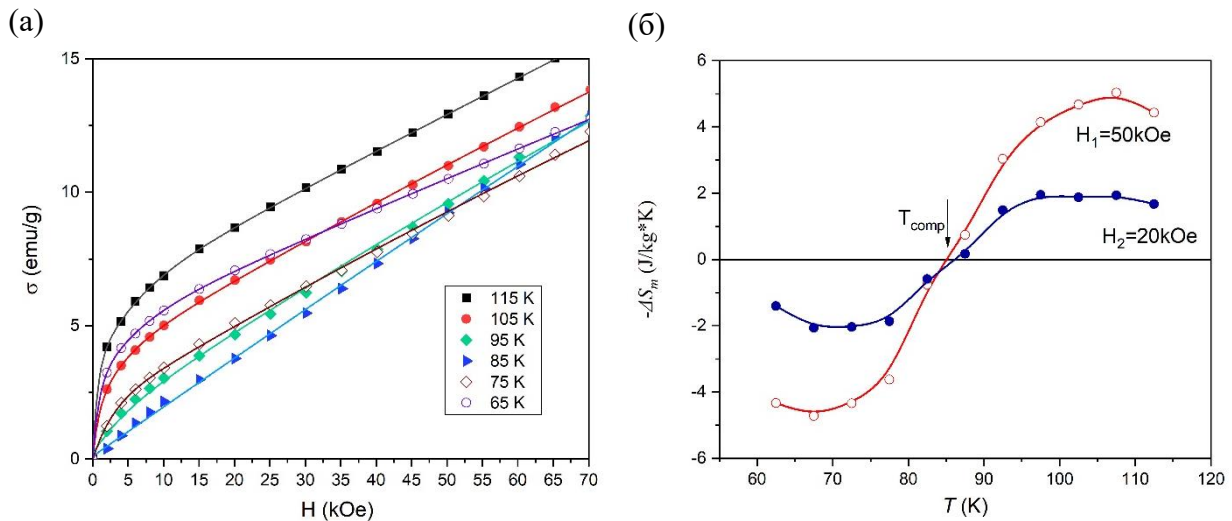 (а)
15
10
5
0
σ (emu/g)
0 5 10 15 20 25 30 35 40 45 50 55 60 65 70
H (kOe)
115 K
105 K
95 K
85 K
75 K
65 K
(б)
6
4
2
0
-2
-4
-6
-ΔSm (J/kg*K)
H1=50kOe
Tcomp
H2=20kOe
60 70 80 90 100 110 120
T (K)